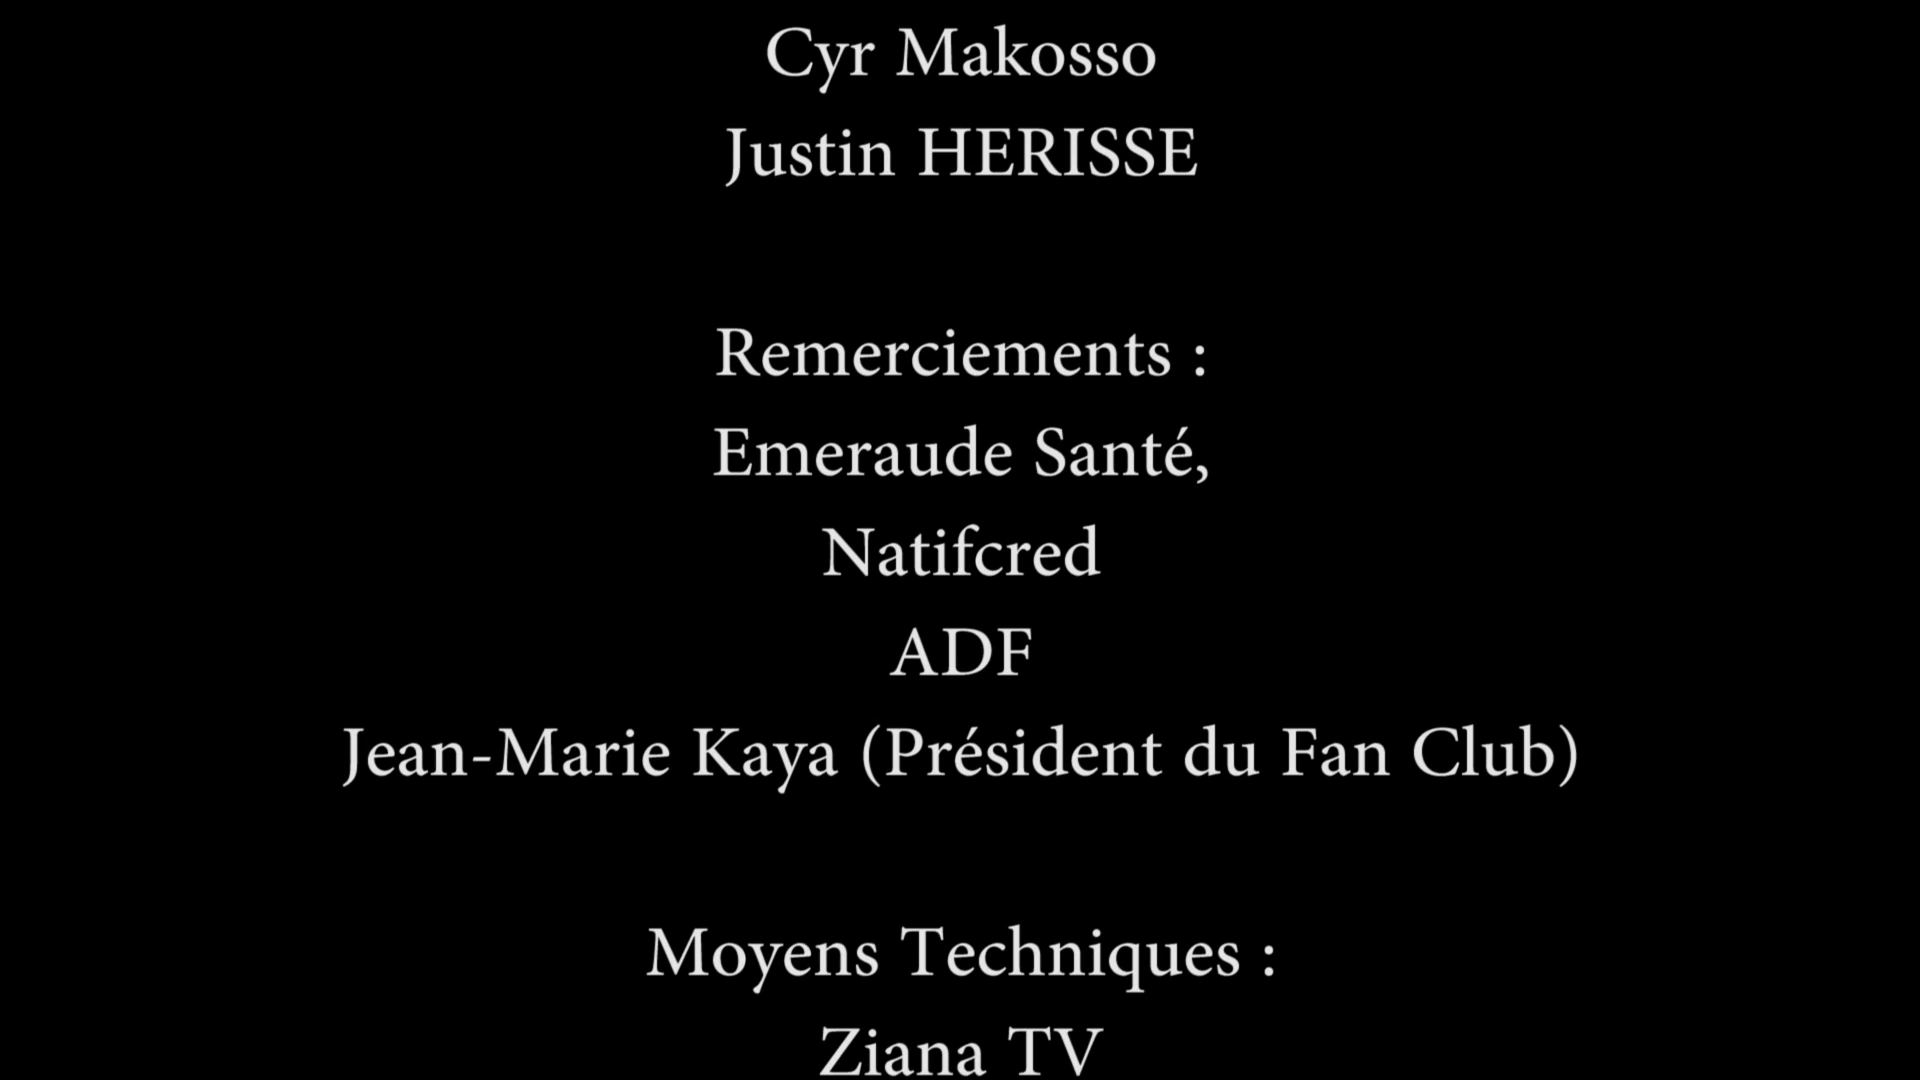 Cyr Makosso
Justin HERISSE
Remerciements :
Emeraude Santé,
Natifcred
ADF
Jean-Marie Kaya (Président du Fan Club)
Moyens Techniques :
Ziana TV